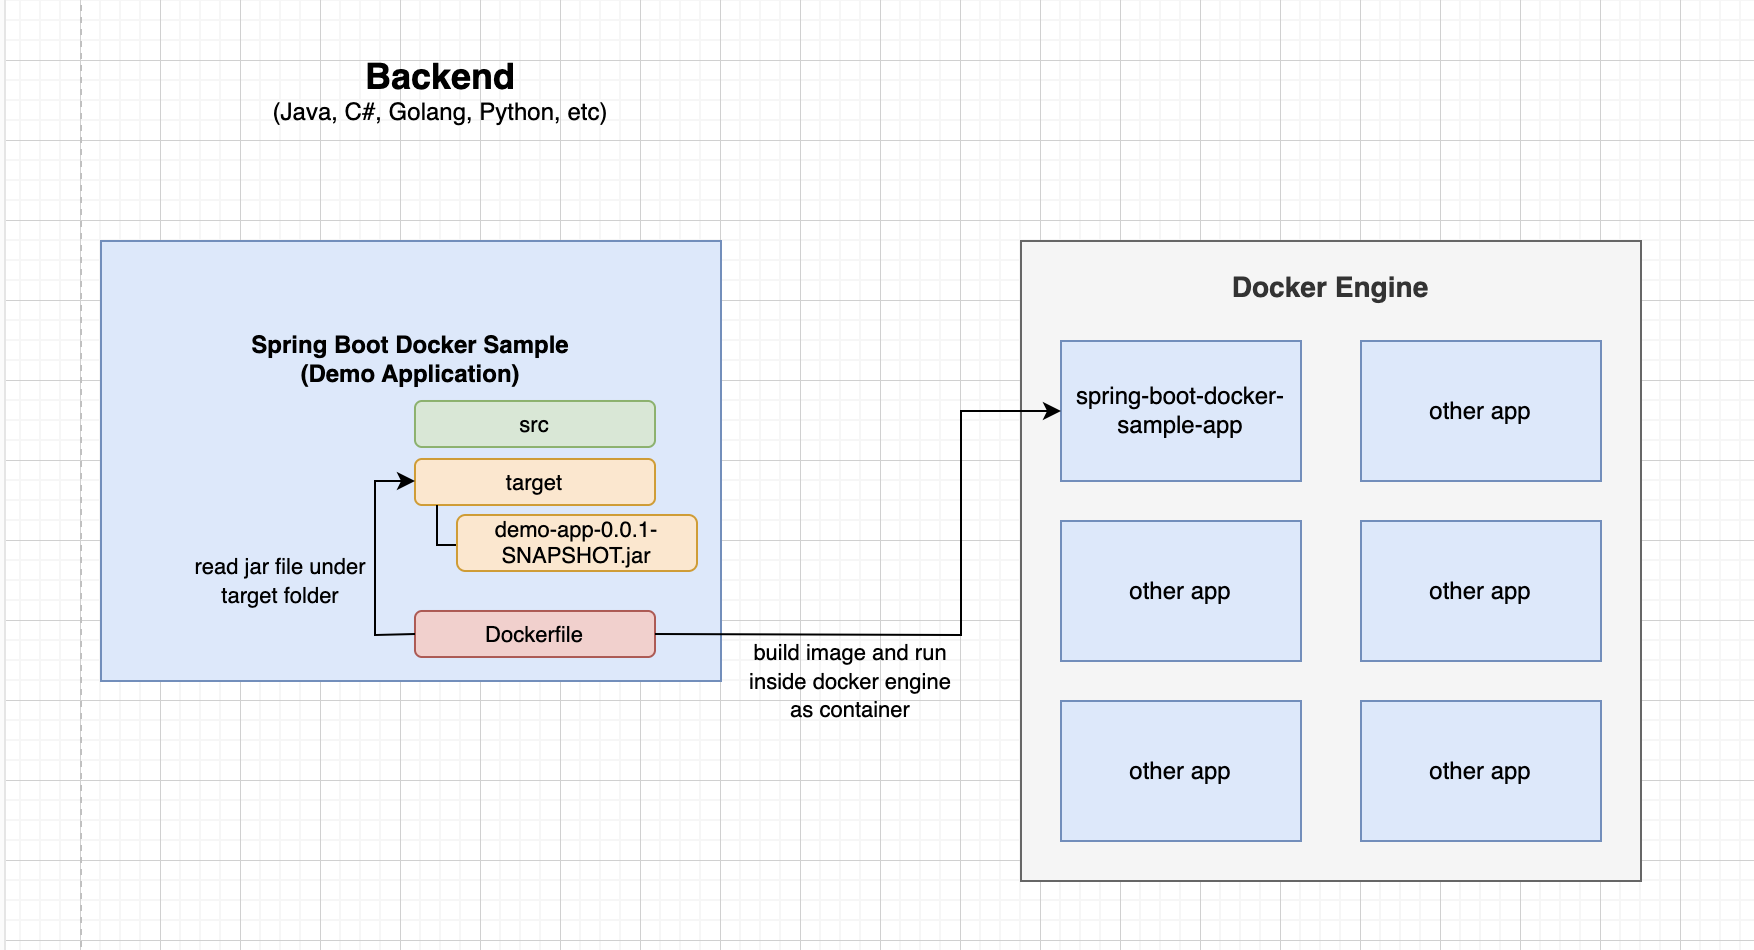 Backend
(Java, C#, Golang, Python, etc)
Spring Boot Docker Sample
(Demo Application)
src
target
demo-app-0.0.1-
SNAPSHOT.jar
read jar file under
target folder
Dockerfile
build image and run
inside docker engine
as container
Docker Engine
spring-boot-docker-
sample-app
other app
other app
other app
other app
other app